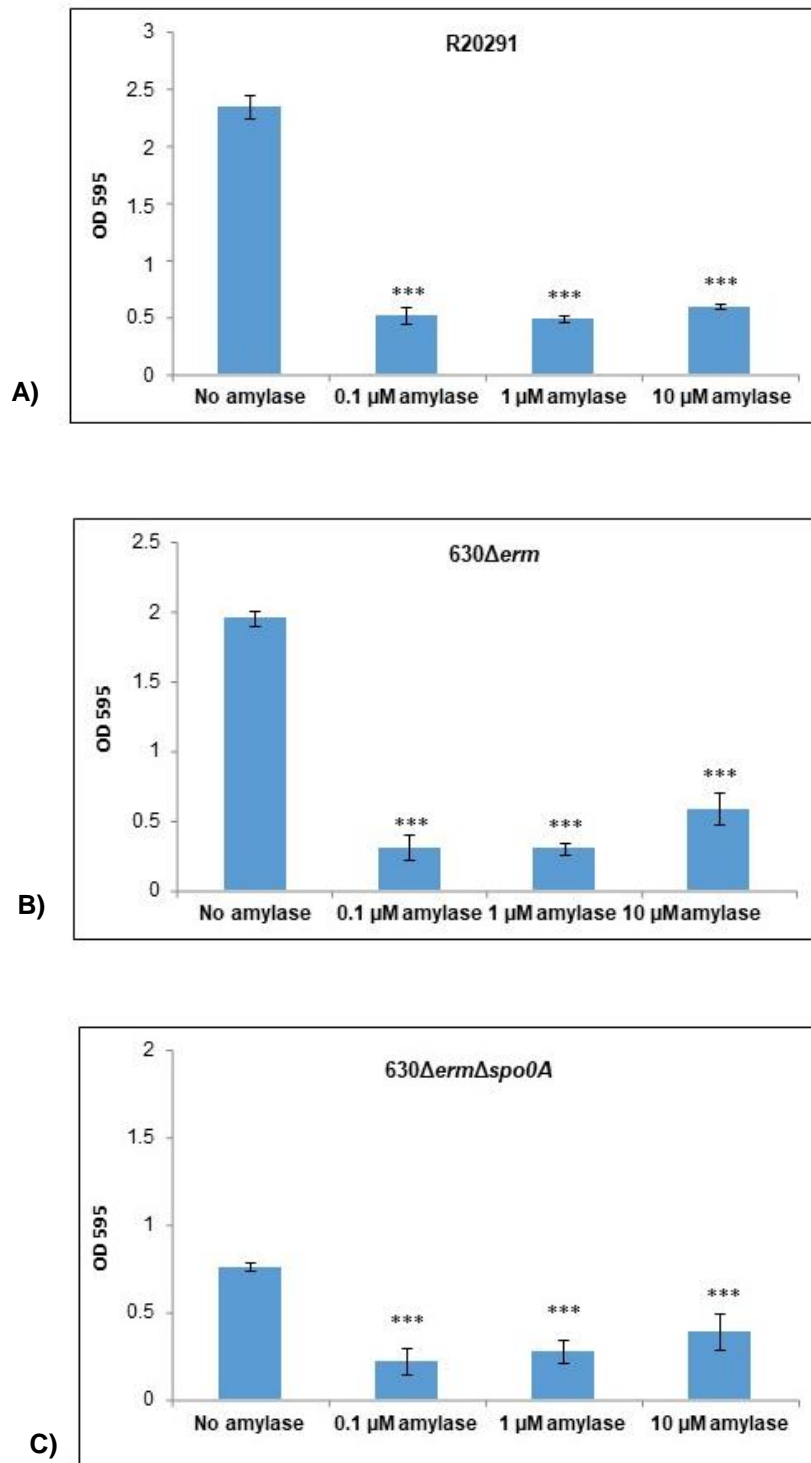 R20291
3
2.5
2
1.5
1
0.5
0
OD 595
*** *** ***
No amylase 0.1 µM amylase 1 µM amylase 10 µM amylase
A)
630Δerm
2.5
2
1.5
1
0.5
0
OD 595
*** *** ***
No amylase 0.1 µM amylase 1 µM amylase 10 µM amylase
B)
630ΔermΔspo0A
2
1.5
1
0.5
0
OD 595
*** *** ***
No amylase 0.1 µM amylase 1 µM amylase 10 µM amylase
C)